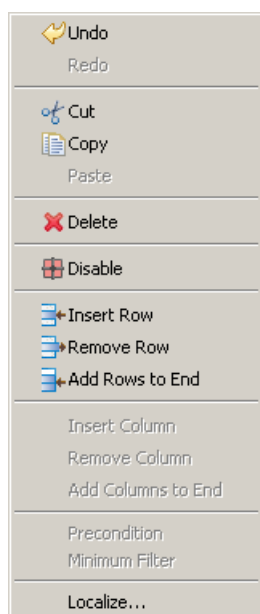 Undo
Redo
Cut
Copy
Paste
Delete
Disable
Insert Row
Remove Row
Add Rows to End
Insert Column
Remove Column
Add Columns to End
Precondition
Minimum Filter
Localize...